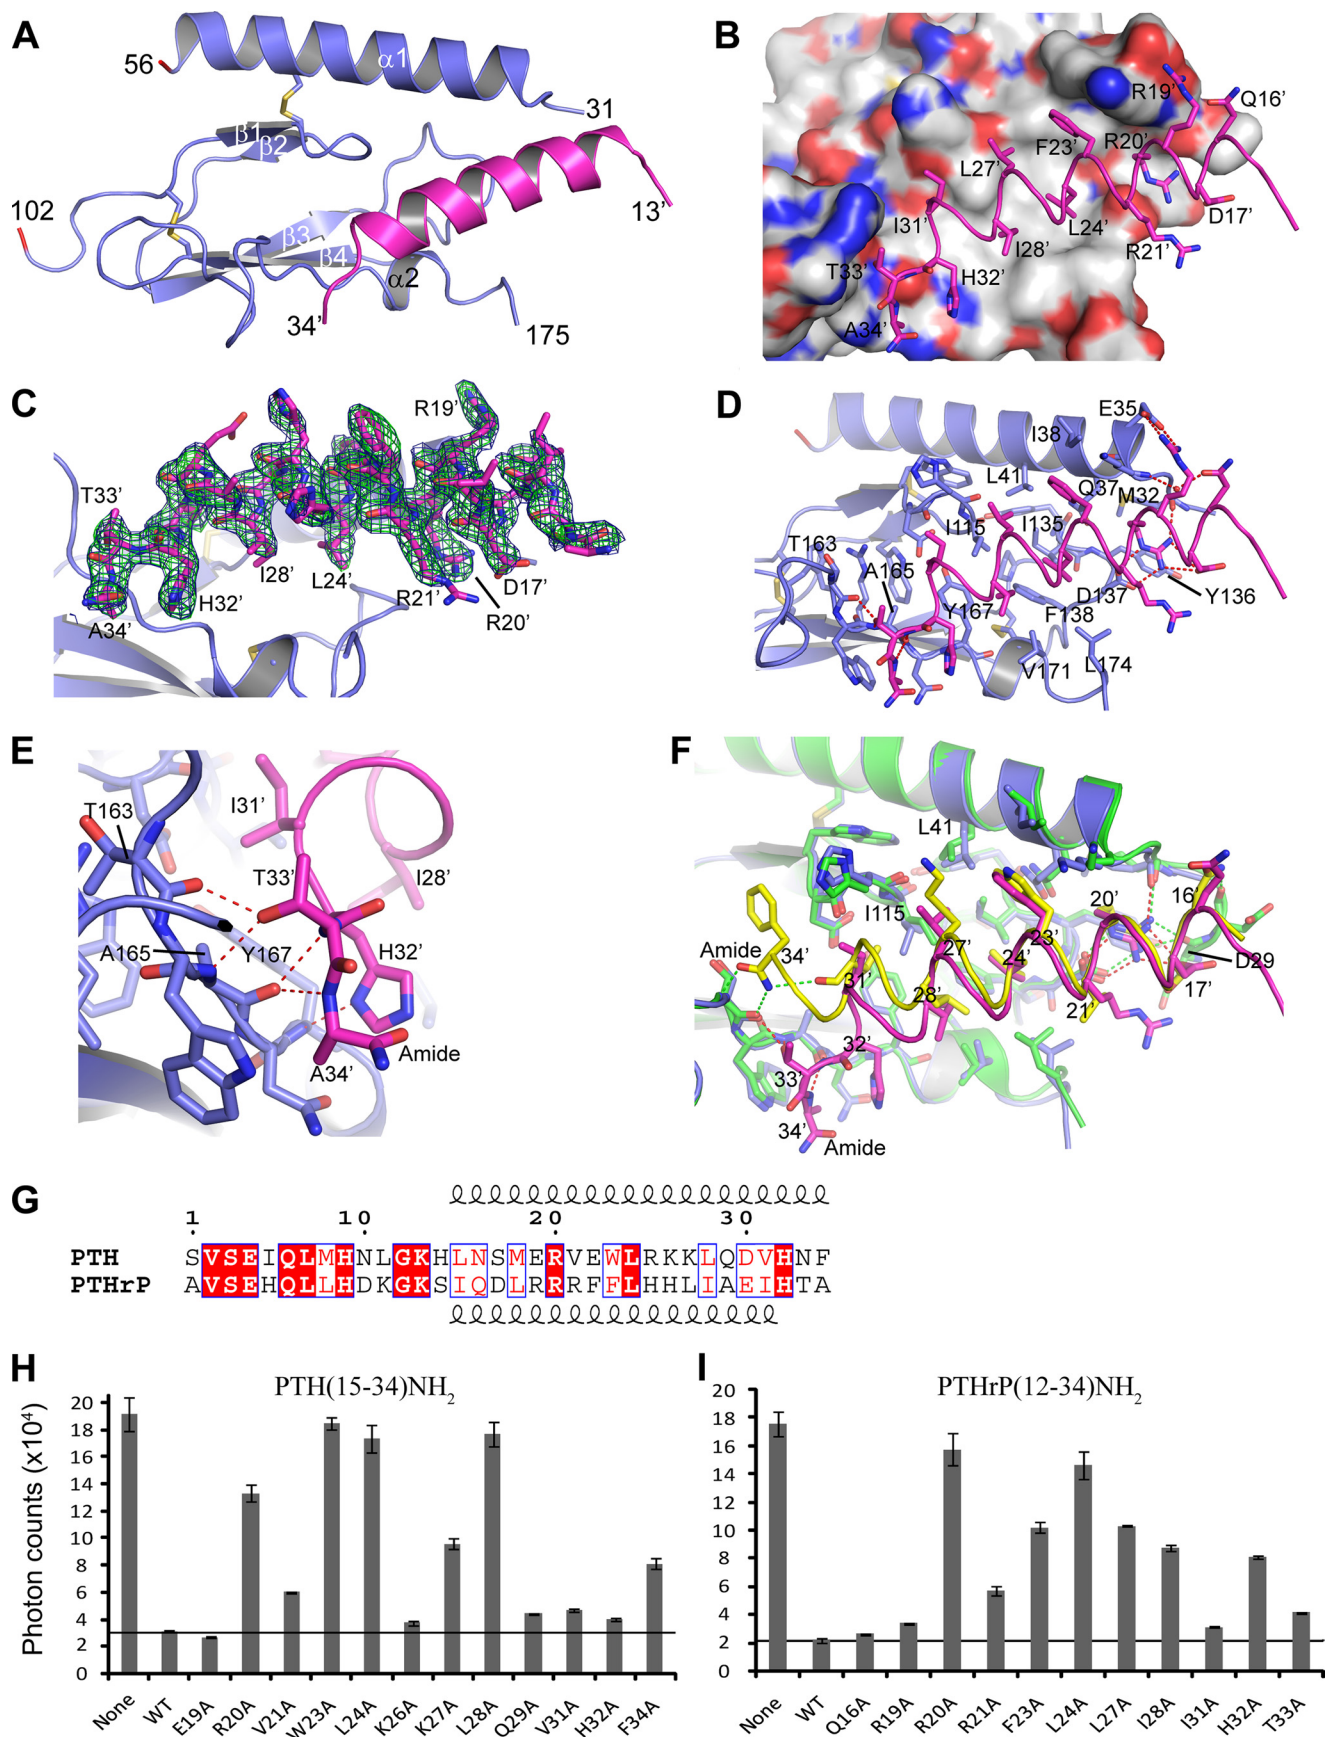 A
56
α1
31
β1
β2
102
13'
β3
β4
α2
34'
175
B
R19'
Q16'
F23'
R20'
L27'
D17'
I31'
L24'
R21'
I28'
T33'
H32'
A34'
C
R19'
T33'
I28'
L24'
D17'
H32'
R21'
R20'
A34'
D
E35
I38
L41
Q37
M32
I115
I135
T163
A165
D137
Y136
Y167
F138
V171
L174
E
I31'
T163
T33'
I28'
A165
Y167
H32'
Amide
A34'
F
L41
I115
20'
16'
Amide
34'
27'
23'
D29
31'
24'
28'
21'
17'
32'
33'
34'
Amide
G
1 10 20 30
PTH SVSEIQLMHNLGKHLNSMERVEWLRKKLQDVHNF
PTHrP AVSEHQLLHDKGKSIQDLRRRFFLHHLIAEIHTA
H
PTH(15-34)NH2
Photon counts (x10⁴)
20
18
16
14
12
10
8
6
4
2
0
None WT E19A R20A V21A W23A L24A K26A K27A L28A Q29A V31A H32A F34A
I
PTHrP(12-34)NH2
20
18
16
14
12
10
8
6
4
2
0
None WT Q16A R19A R20A R21A F23A L24A L27A I28A I31A H32A T33A